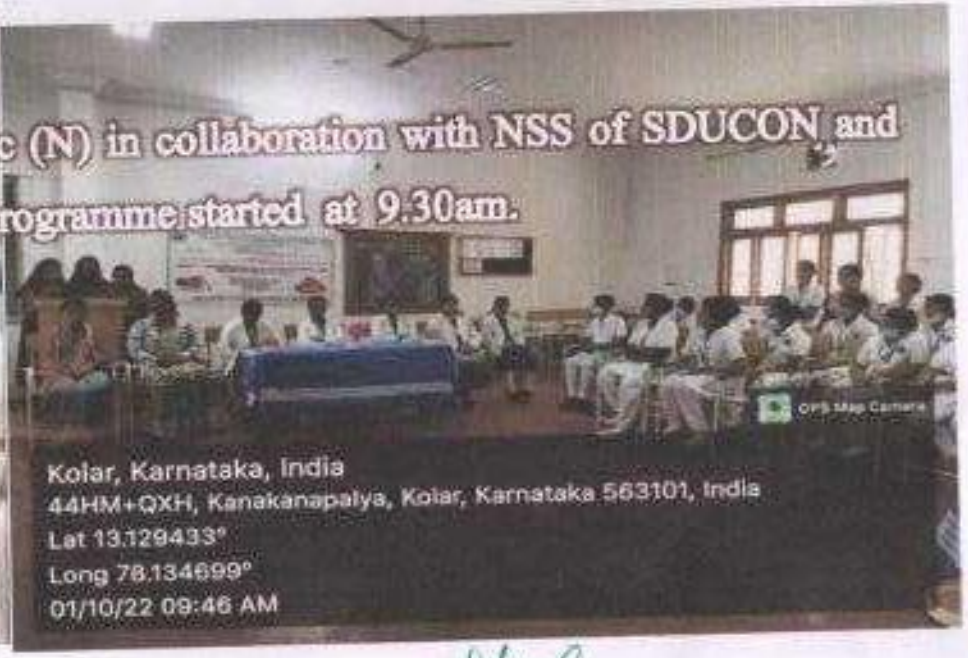 c (N) in collaboration with NSS of SDUCON and
rogramme started at 9.30am.
GPS Map Camera
Kolar, Karnataka, India
44HM+QXH, Kanakanapalya, Kolar, Karnataka 563101, India
Lat 13.129433°
Long 78.134699°
01/10/22 09:46 AM